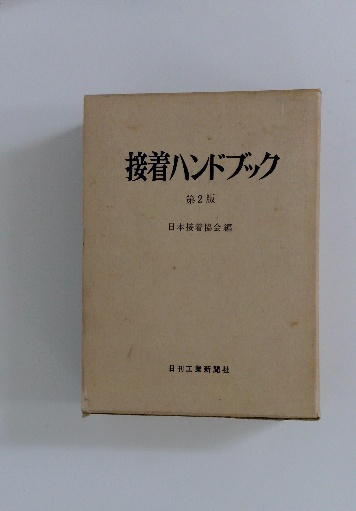 接着ハンドブック
第2版
日本接着協会編
日刊工業新聞社